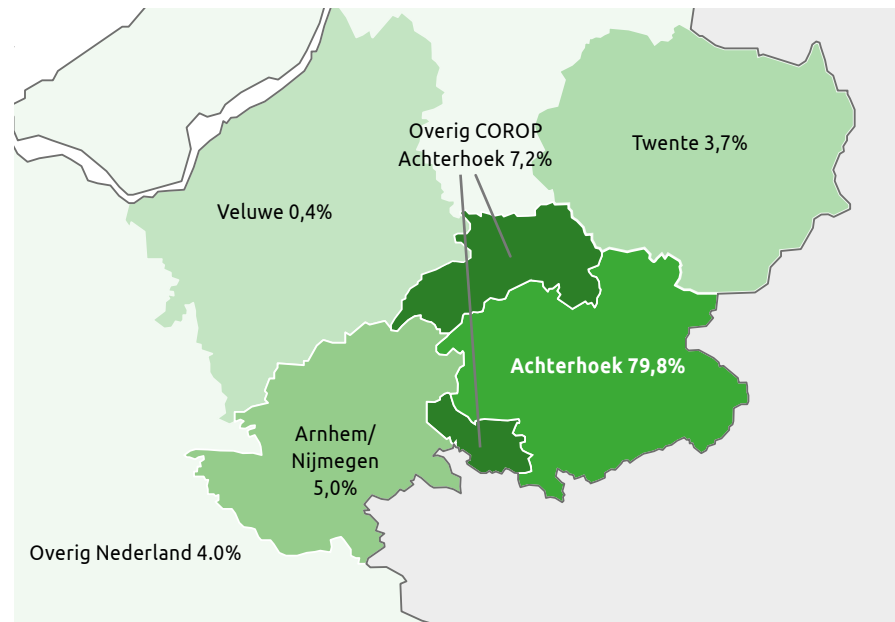 Overig COROP
Achterhoek 7,2%
Twente 3,7%
Veluwe 0,4%
Achterhoek 79,8%
Arnhem/
Nijmegen
5,0%
Overig Nederland 4.0%